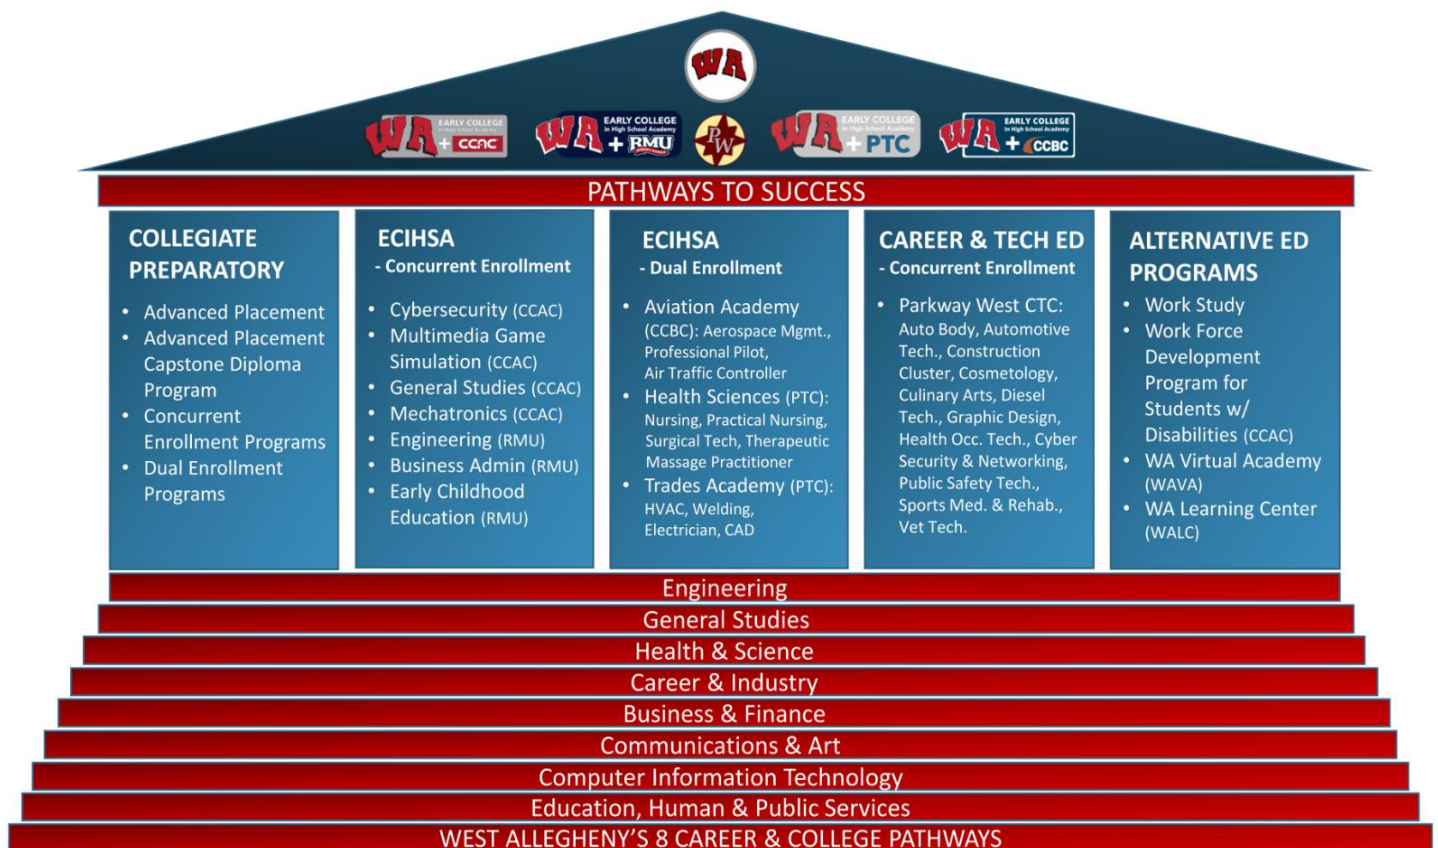 WA
WA EARLY COLLEGE
in High School Academy
+ CCAC
WA EARLY COLLEGE
in High School Academy
+ RMU
PW
WA EARLY COLLEGE
in High School Academy
+ PTC
WA EARLY COLLEGE
in High School Academy
+ CCBC
PATHWAYS TO SUCCESS
COLLEGIATE
PREPARATORY
• Advanced Placement
• Advanced Placement
Capstone Diploma
Program
• Concurrent
Enrollment Programs
• Dual Enrollment
Programs
ECIHSA
- Concurrent Enrollment
• Cybersecurity (CCAC)
• Multimedia Game
Simulation (CCAC)
• General Studies (CCAC)
• Mechatronics (CCAC)
• Engineering (RMU)
• Business Admin (RMU)
• Early Childhood
Education (RMU)
ECIHSA
- Dual Enrollment
• Aviation Academy
(CCBC): Aerospace Mgmt.,
Professional Pilot,
Air Traffic Controller
• Health Sciences (PTC):
Nursing, Practical Nursing,
Surgical Tech, Therapeutic
Massage Practitioner
• Trades Academy (PTC):
HVAC, Welding,
Electrician, CAD
CAREER & TECH ED
- Concurrent Enrollment
• Parkway West CTC:
Auto Body, Automotive
Tech., Construction
Cluster, Cosmetology,
Culinary Arts, Diesel
Tech., Graphic Design,
Health Occ. Tech., Cyber
Security & Networking,
Public Safety Tech.,
Sports Med. & Rehab.,
Vet Tech.
ALTERNATIVE ED
PROGRAMS
• Work Study
• Work Force
Development
Program for
Students w/
Disabilities (CCAC)
• WA Virtual Academy
(WAVA)
• WA Learning Center
(WALC)
Engineering
General Studies
Health & Science
Career & Industry
Business & Finance
Communications & Art
Computer Information Technology
Education, Human & Public Services
WEST ALLEGHENY'S 8 CAREER & COLLEGE PATHWAYS